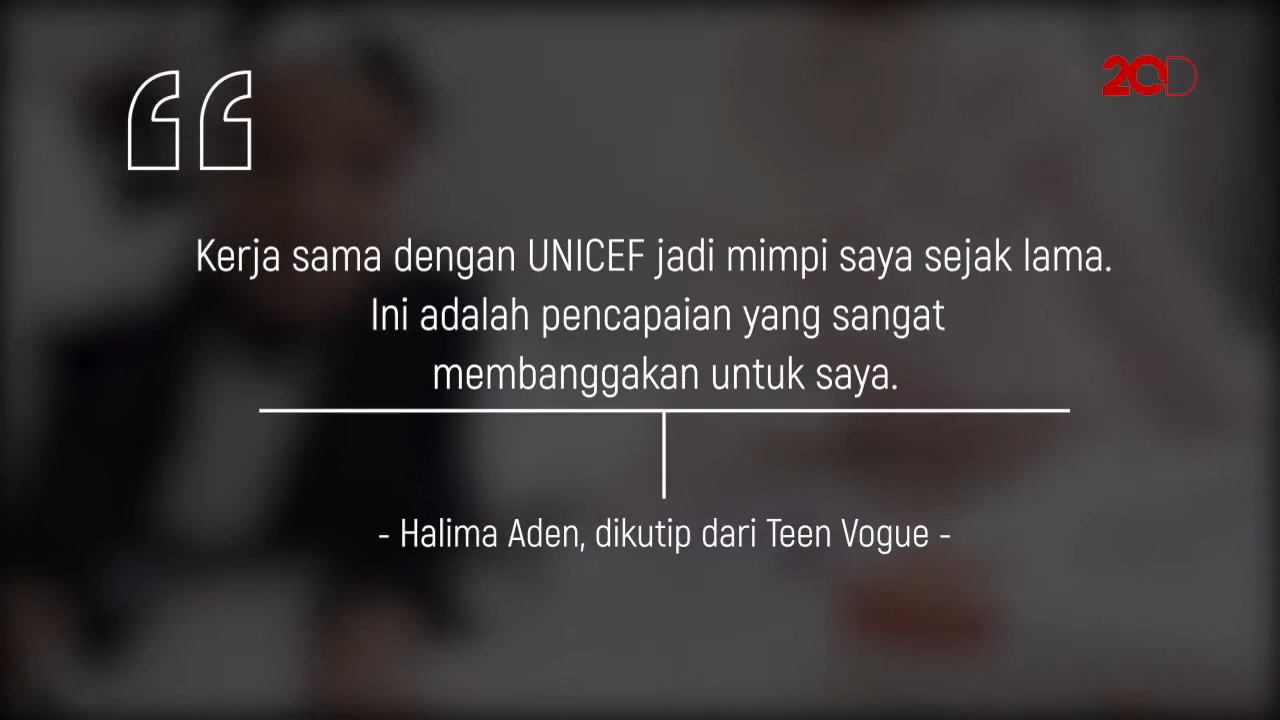 20D
Kerja sama dengan UNICEF jadi mimpi saya sejak lama.
Ini adalah pencapaian yang sangat
membanggakan untuk saya.
- Halima Aden, dikutip dari Teen Vogue -